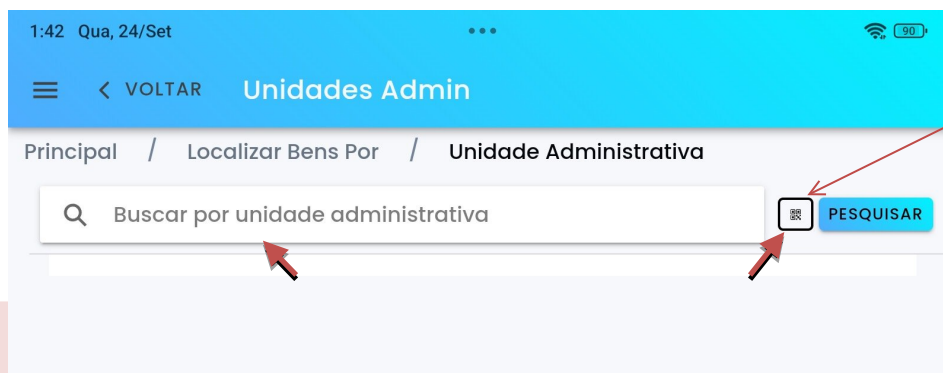 1:42 Qua, 24/Set 90
VOLTAR Unidades Admin
Principal / Localizar Bens Por / Unidade Administrativa
Buscar por unidade administrativa PESQUISAR